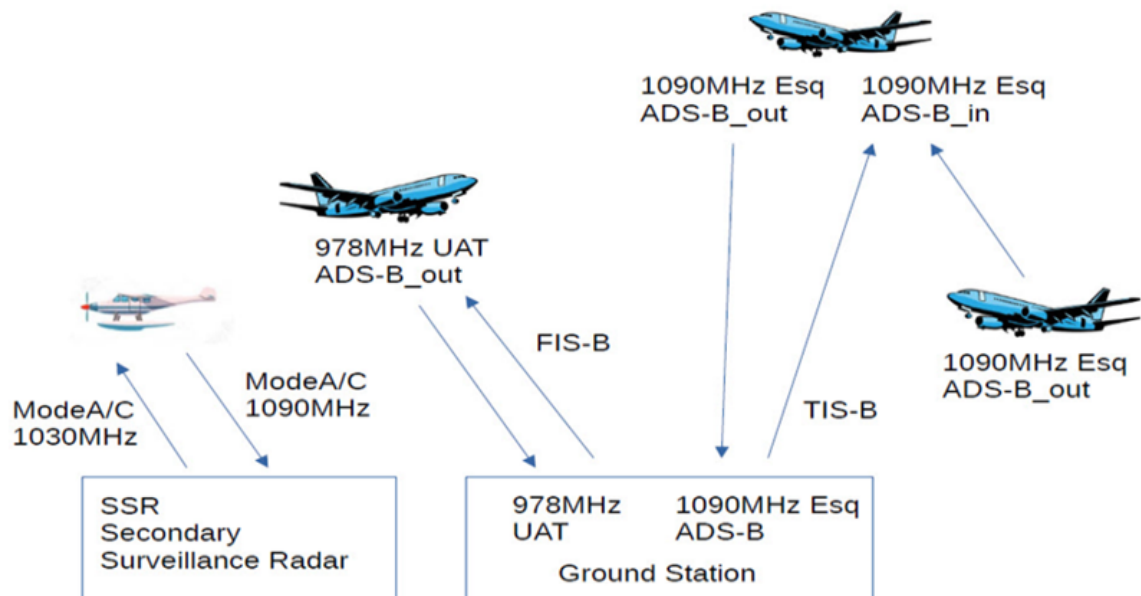 1090MHz Esq
ADS-B_out
1090MHz Esq
ADS-B_in
978MHz UAT
ADS-B_out
FIS-B
1090MHz Esq
ADS-B_out
ModeA/C
1090MHz
ModeA/C
1030MHz
TIS-B
SSR
Secondary
Surveillance Radar
978MHz
UAT
1090MHz Esq
ADS-B
Ground Station